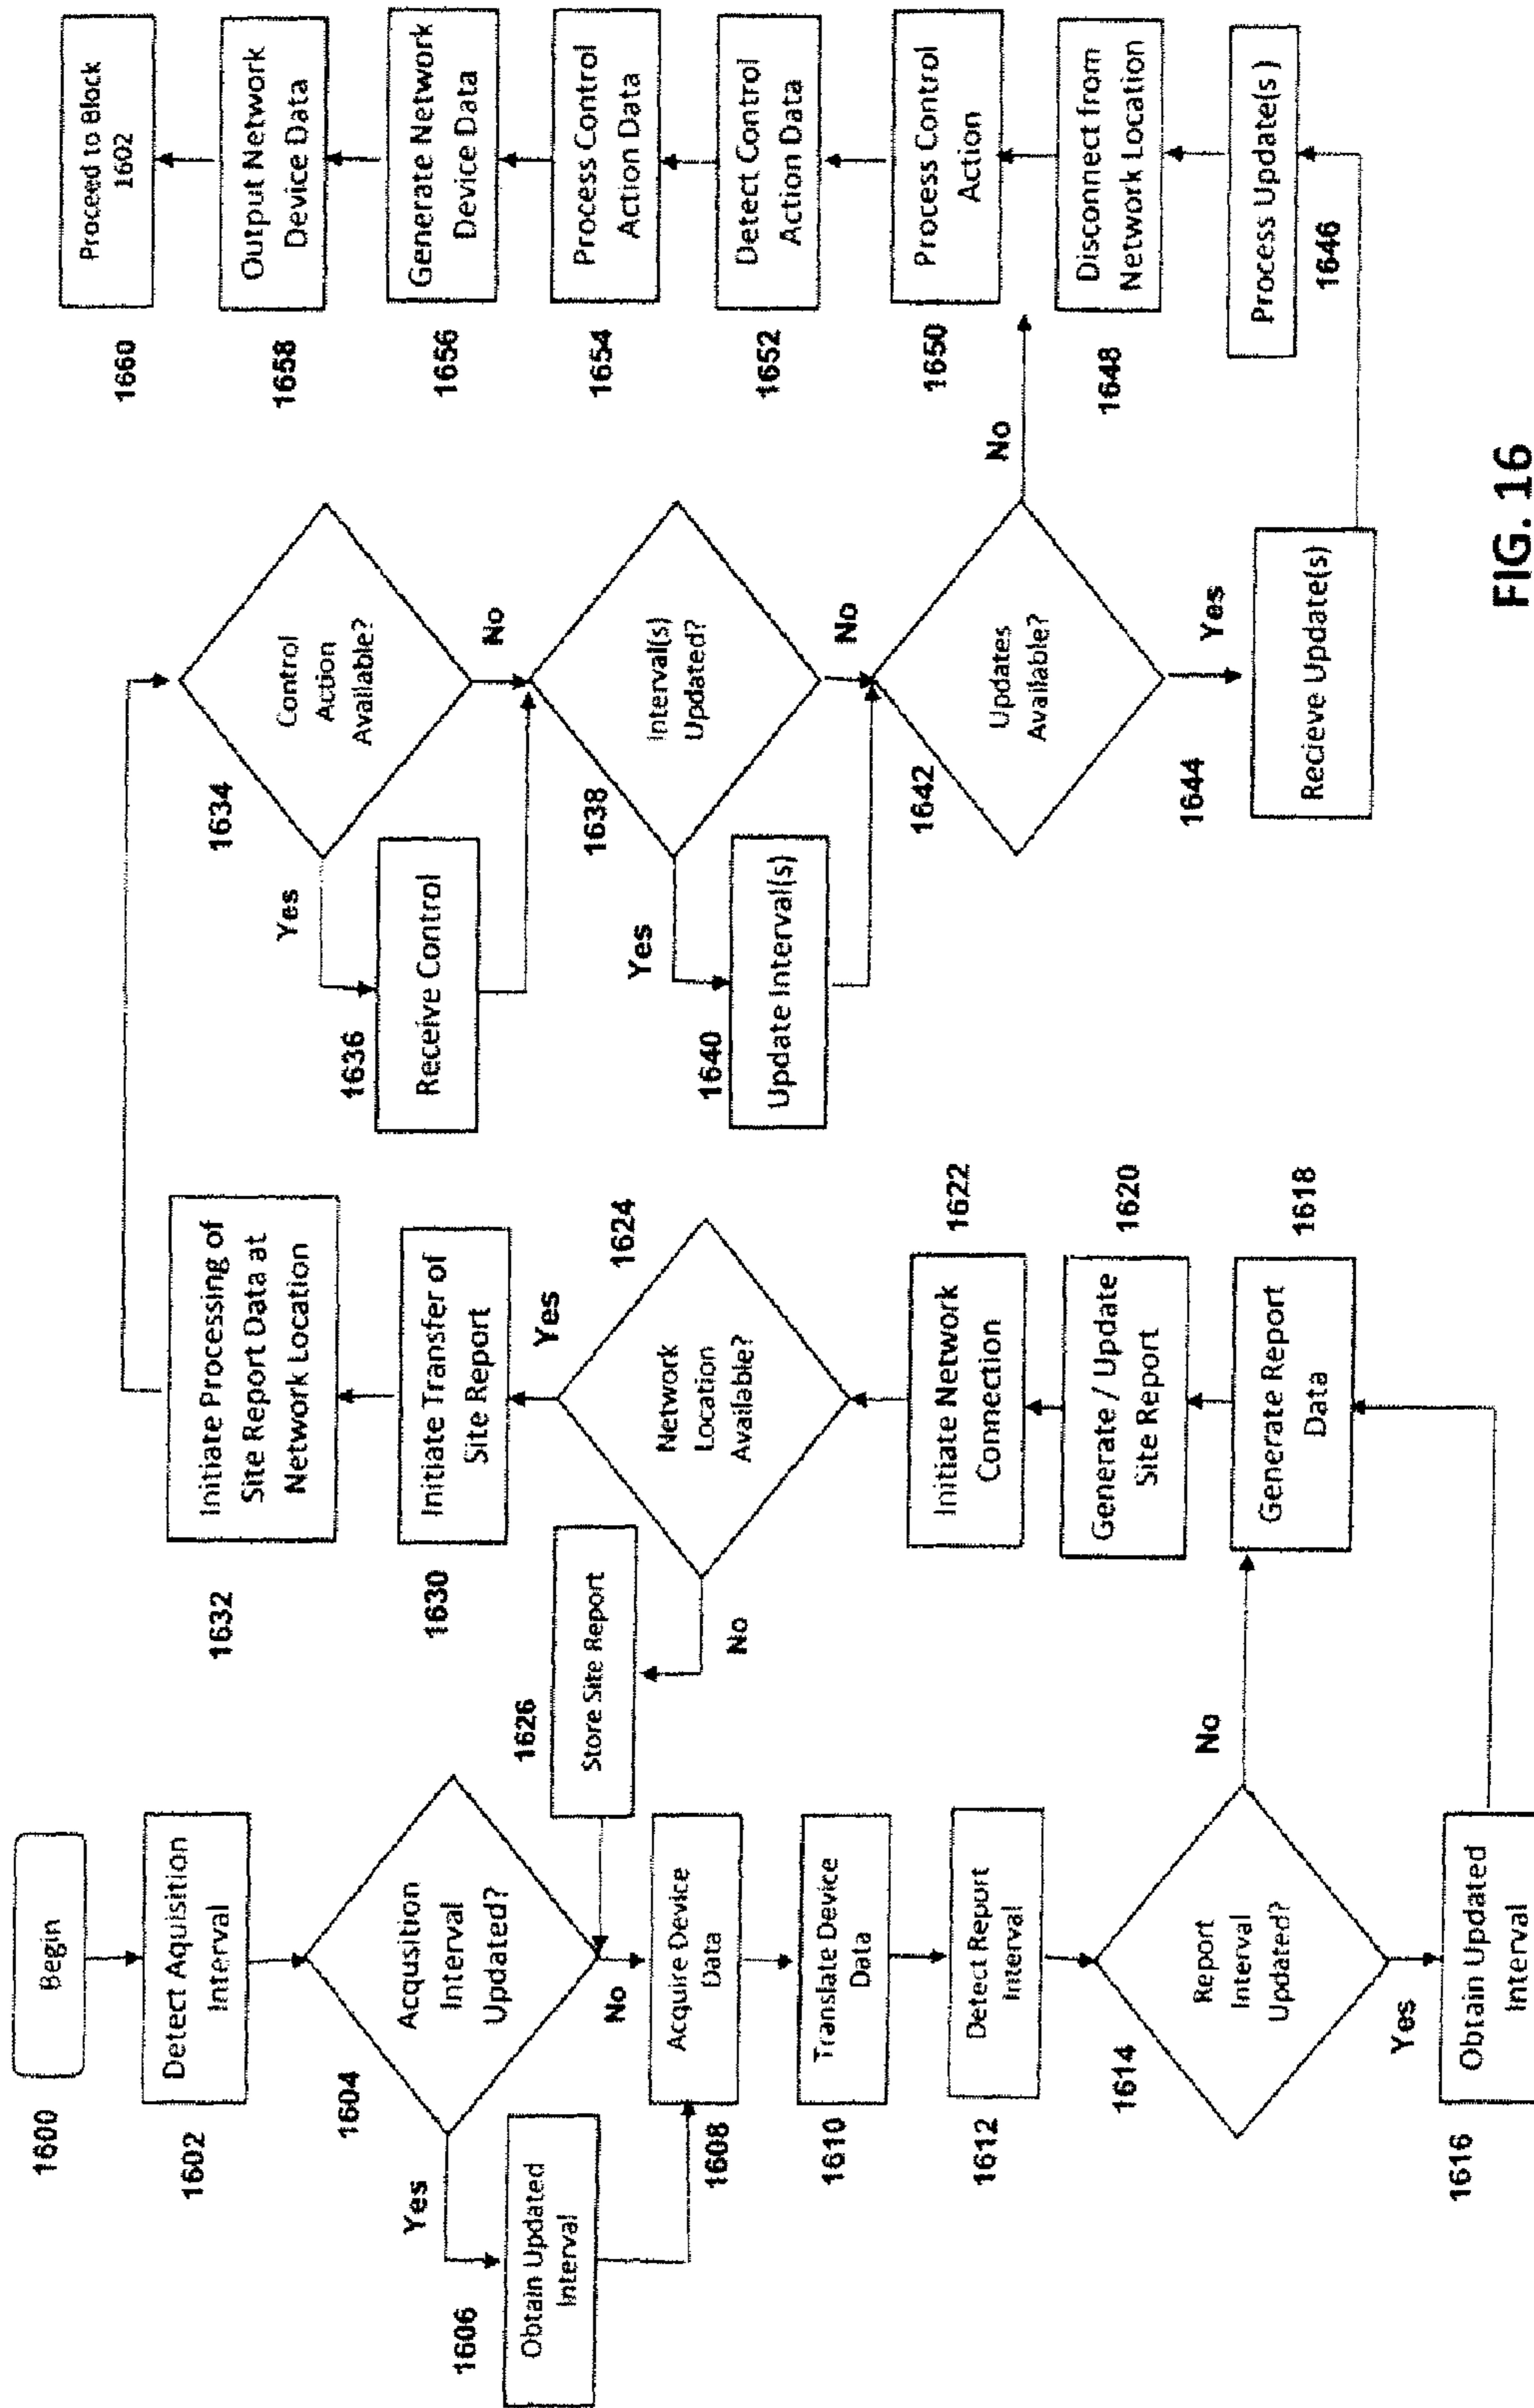 1600
Begin
1602
Detect Aquisition
Interval
1604
Acqusition
Interval
Updated?
Yes
No
1606
Obtain Updated
Interval
1608
Acquire Device
Data
1610
Translate Device
Data
1612
Detect Report
Interval
1614
Report
Interval
Updated?
No
Yes
1616
Obtain Updated
Interval
1618
Generate Report
Data
1620
Generate / Update
Site Report
1622
Initiate Network
Connection
1624
Network
Location
Available?
Yes
No
1626
Store Site Report
1630
Initiate Transfer of
Site Report
1632
Initiate Processing of
Site Report Data at
Network Location
1634
Control
Action
Available?
Yes
No
1636
Receive Control
1638
Interval(s)
Updated?
Yes
No
1640
Update Interval(s)
1642
Updates
Available?
No
Yes
1644
Recieve Update(s)
1646
Process Update(s)
1648
Disconnect from
Network Location
1650
Process Control
Action
1652
Detect Control
Action Data
1654
Process Control
Action Data
1656
Generate Network
Device Data
1658
Output Network
Device Data
1660
Proceed to Block
1602
FIG. 16